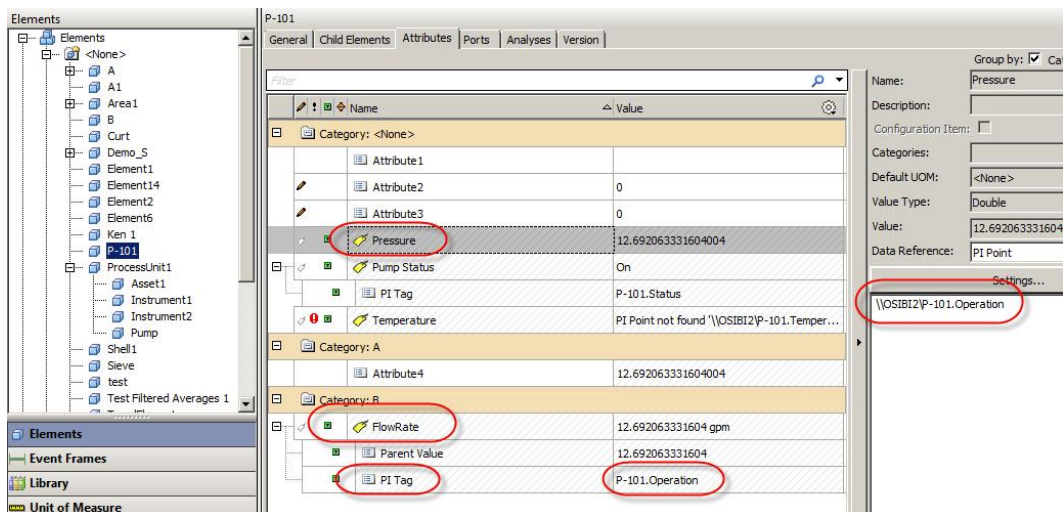 Elements
Elements
<None>
A
A1
Area1
B
Curt
Demo_S
Element1
Element14
Element2
Element6
Ken 1
P-101
ProcessUnit1
Asset1
Instrument1
Instrument2
Pump
Shell1
Sieve
test
Test Filtered Averages 1
Elements
Event Frames
Library
Unit of Measure
P-101
General Child Elements Attributes Ports Analyses Version
Group by: Ca
Filter
Name Value
Category: <None>
Attribute1
Attribute2 0
Attribute3 0
Pressure 12.692063331604004
Pump Status On
PI Tag P-101.Status
Temperature PI Point not found '\\OSIBI2\P-101.Temper...
Category: A
Attribute4 12.692063331604004
Category: B
FlowRate 12.692063331604 gpm
Parent Value 12.692063331604
PI Tag P-101.Operation
Name: Pressure
Description:
Configuration Item:
Categories:
Default UOM: <None>
Value Type: Double
Value: 12.692063331604
Data Reference: PI Point
Settings...
\\OSIBI2\P-101.Operation